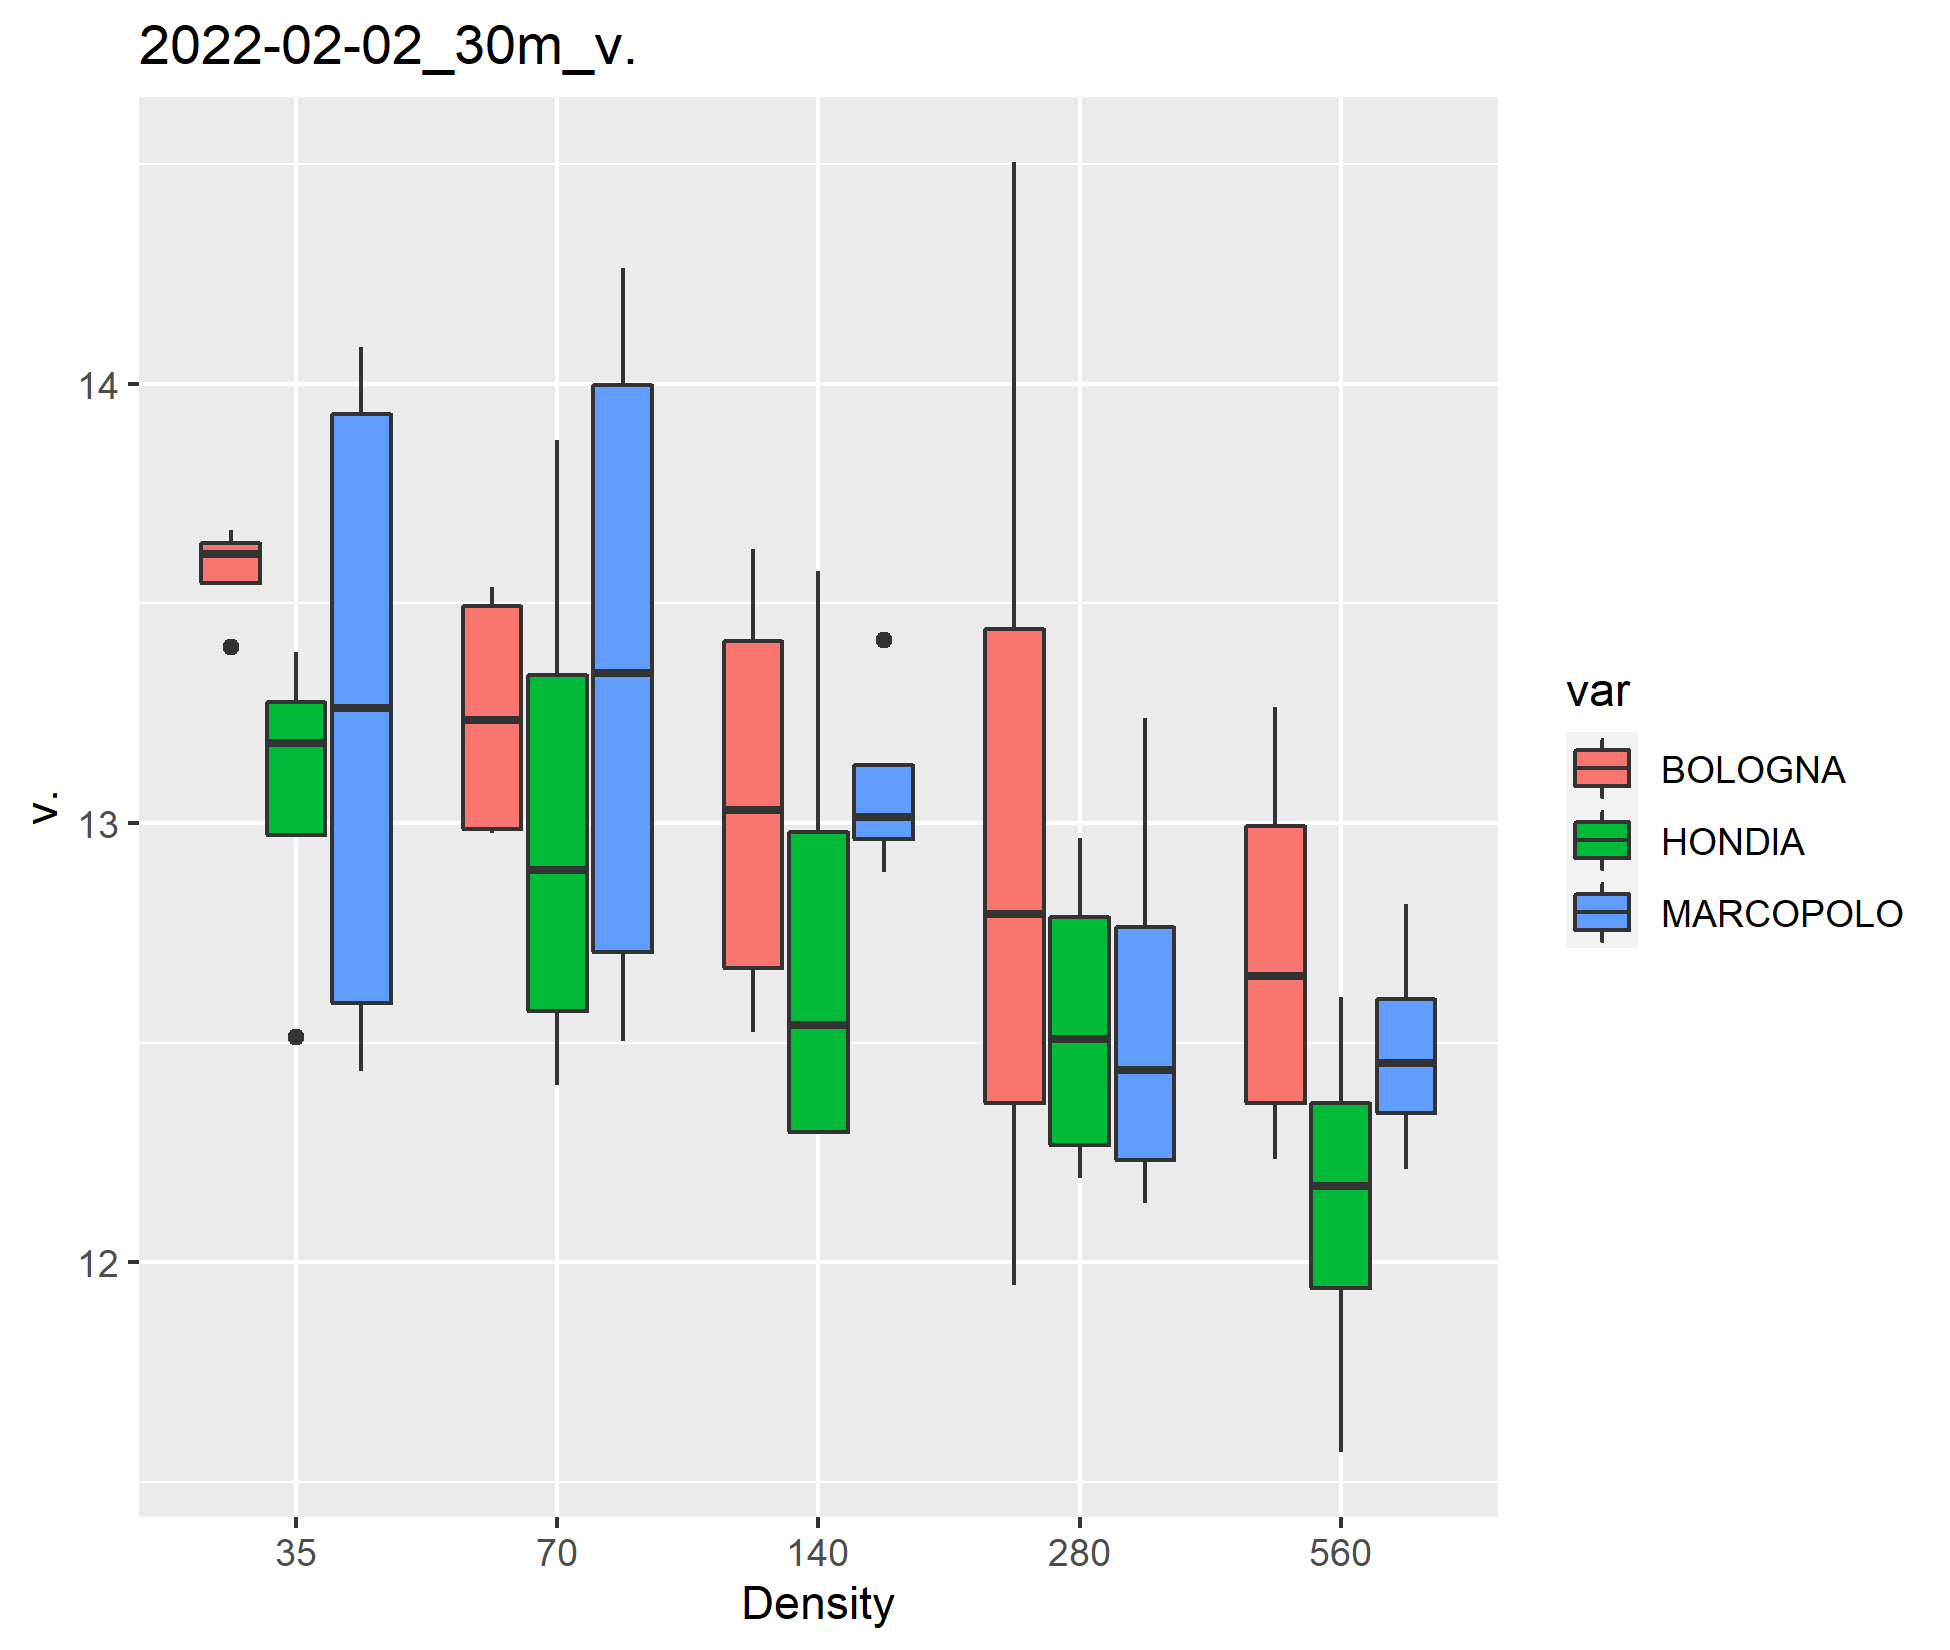 2022-02-02_30m_v.
v.
14
13
12
35 70 140 280 560
Density
var
BOLOGNA
HONDIA
MARCOPOLO